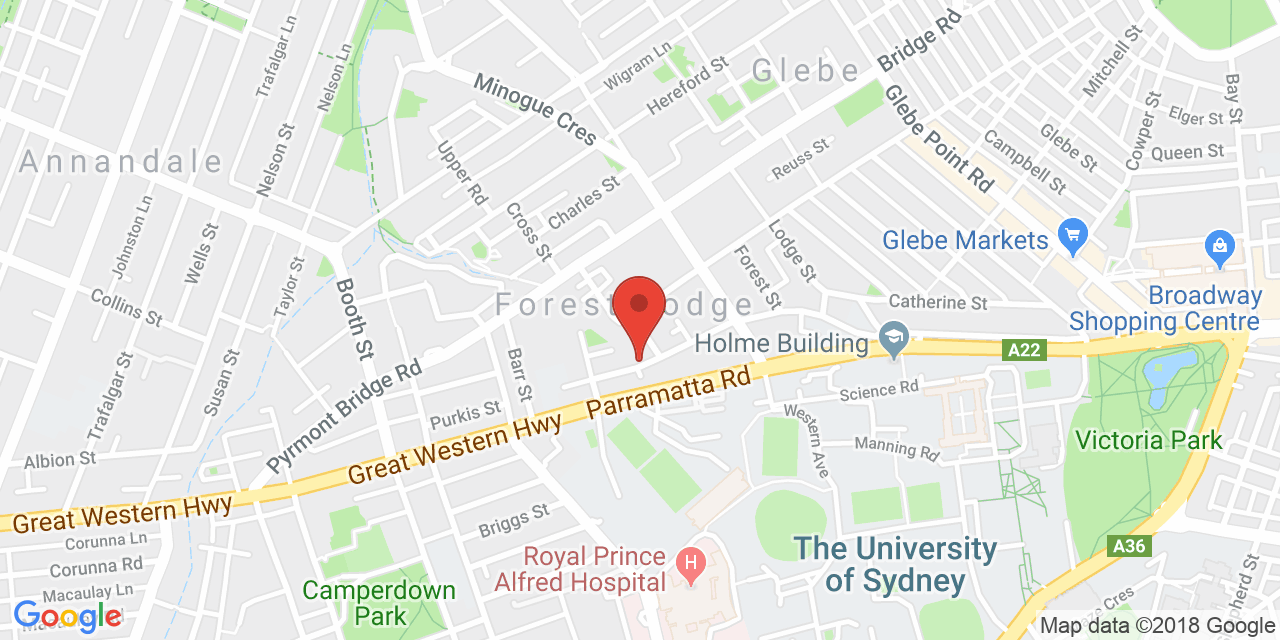 Trafalgar Ln
Nelson Ln
Wigram Ln
Hereford St
Glebe
Bridge Rd
Mitchell St
Bay St
Minogue Cres
Glebe Point Rd
Cowper St
Elger St
Glebe St
Queen St
Campbell St
Annandale
Nelson St
Upper Rd
Reuss St
Charles St
Cross St
Johnston Ln
Wells St
Lodge St
Forest St
Glebe Markets
Taylor St
Collins St
Booth St
Catherine St
Broadway
Shopping Centre
Holme Building
A22
Barr St
Susan St
Trafalgar St
Pyrmont Bridge Rd
Parramatta Rd
Science Rd
Purkis St
Western Ave
Manning Rd
Victoria Park
Great Western Hwy
Albion St
Great Western Hwy
Briggs St
Corunna Ln
Corunna Rd
Macaulay Ln
Royal Prince
Alfred Hospital
H
The University
of Sydney
A36
Camperdown
Park
Google
Map data ©2018 Google